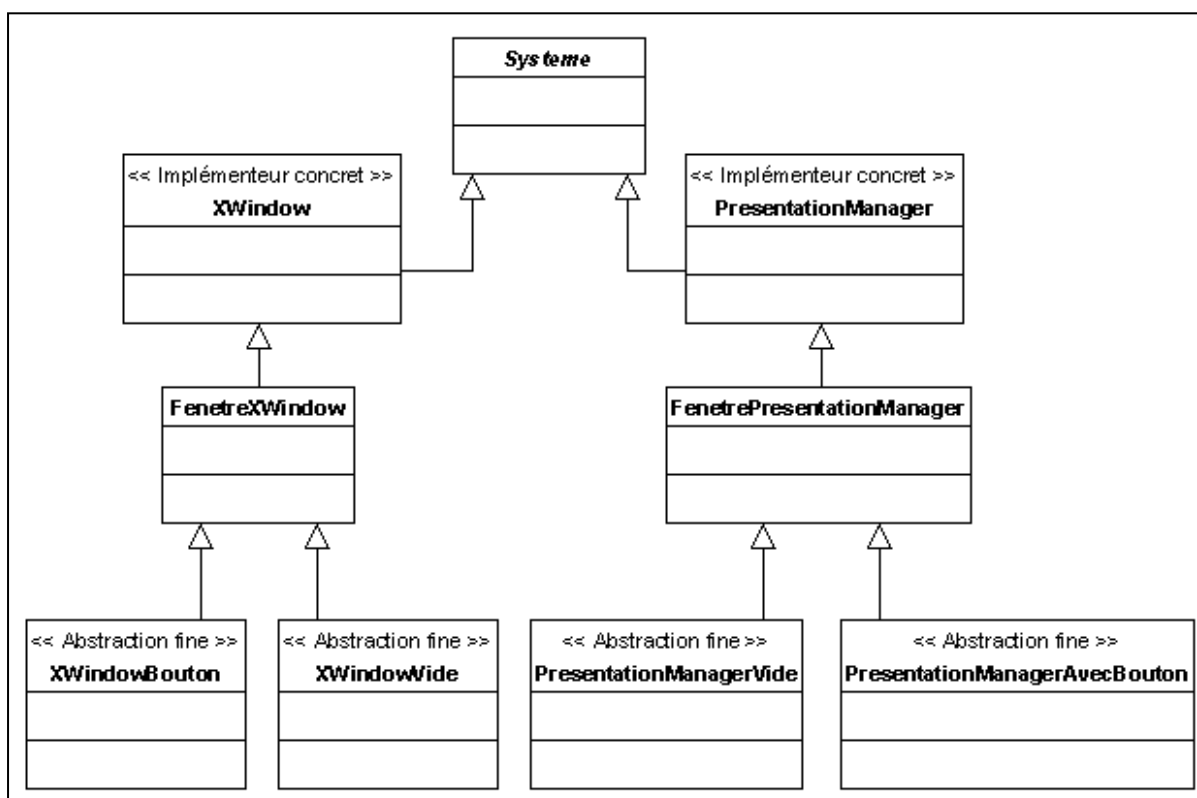 Systeme
<< Implémenteur concret >>
XWindow
<< Implémenteur concret >>
PresentationManager
FenetreXWindow
FenetrePresentationManager
<< Abstraction fine >>
XWindowBouton
<< Abstraction fine >>
XWindowVide
<< Abstraction fine >>
PresentationManagerVide
<< Abstraction fine >>
PresentationManagerAvecBouton